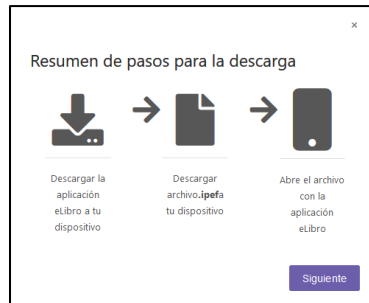 ×
Resumen de pasos para la descarga
Descargar la
aplicación
eLibro a tu
dispositivo
Descargar
archivo.ipefa
tu dispositivo
Abre el archivo
con la
aplicación
eLibro
Siguiente